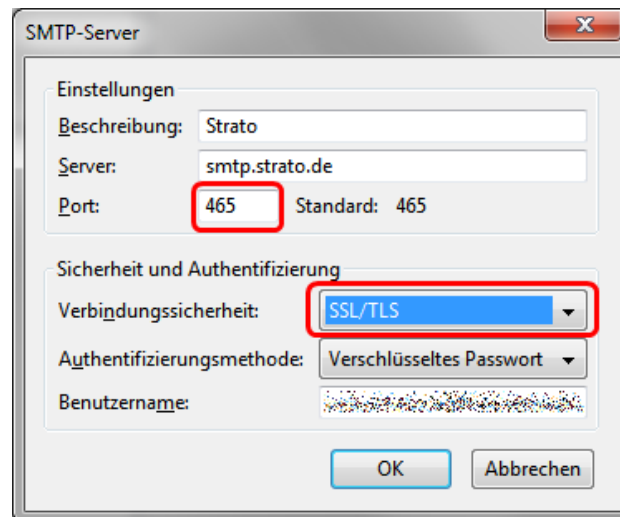 SMTP-Server
Einstellungen
Beschreibung: Strato
Server: smtp.strato.de
Port: 465 Standard: 465
Sicherheit und Authentifizierung
Verbindungssicherheit: SSL/TLS
Authentifizierungsmethode: Verschlüsseltes Passwort
Benutzername:
OK Abbrechen